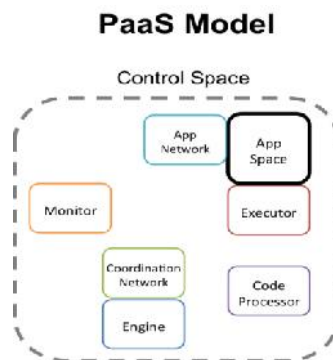 PaaS Model
Control Space
App
Network
App
Space
Monitor
Executor
Coordination
Network
Code
Processor
Engine